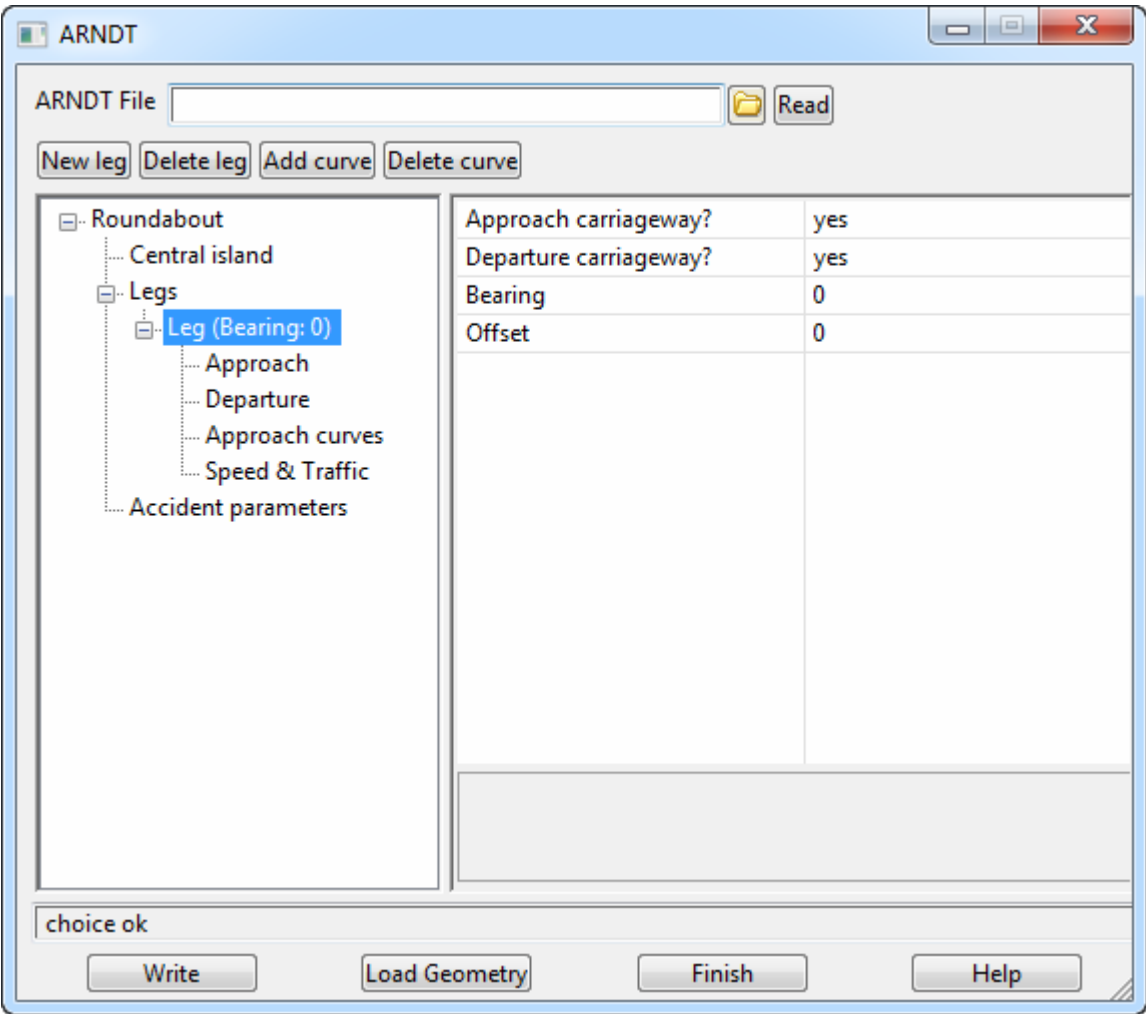 ARNDT
ARNDT File Read
New leg Delete leg Add curve Delete curve
Roundabout
Central island
Legs
Leg (Bearing: 0)
Approach
Departure
Approach curves
Speed & Traffic
Accident parameters
Approach carriageway? yes
Departure carriageway? yes
Bearing 0
Offset 0
choice ok
Write Load Geometry Finish Help